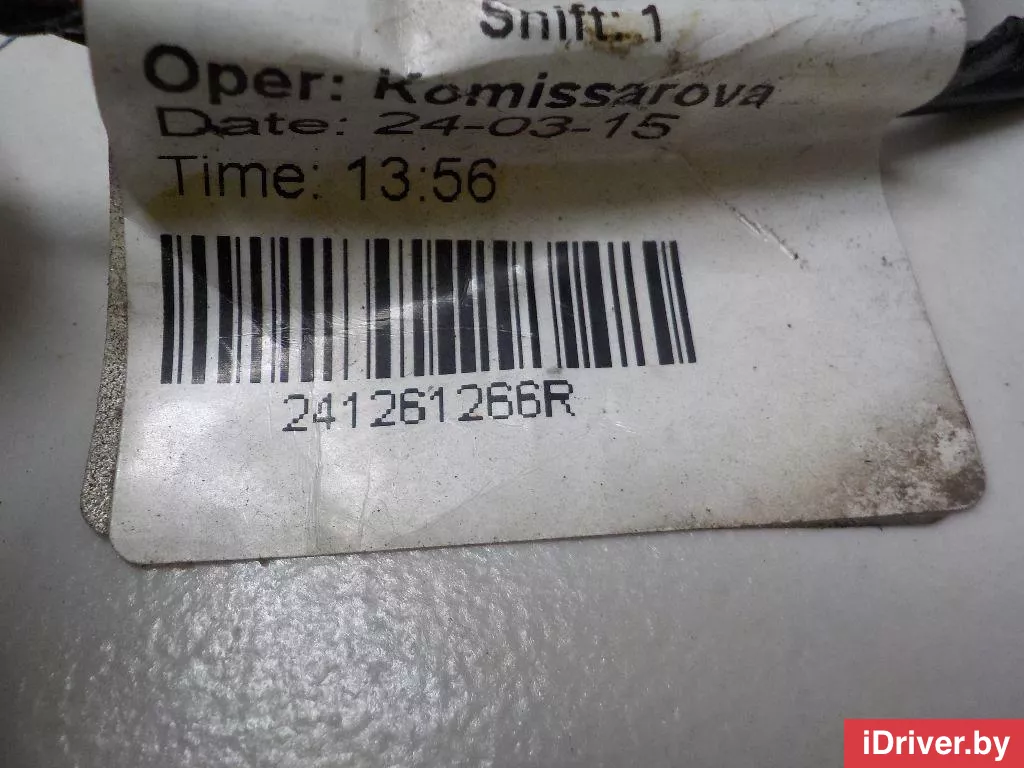 Shift: 1
Oper: Komissarova
Date: 24-03-15
Time: 13:56
241261266R
iDriver.by